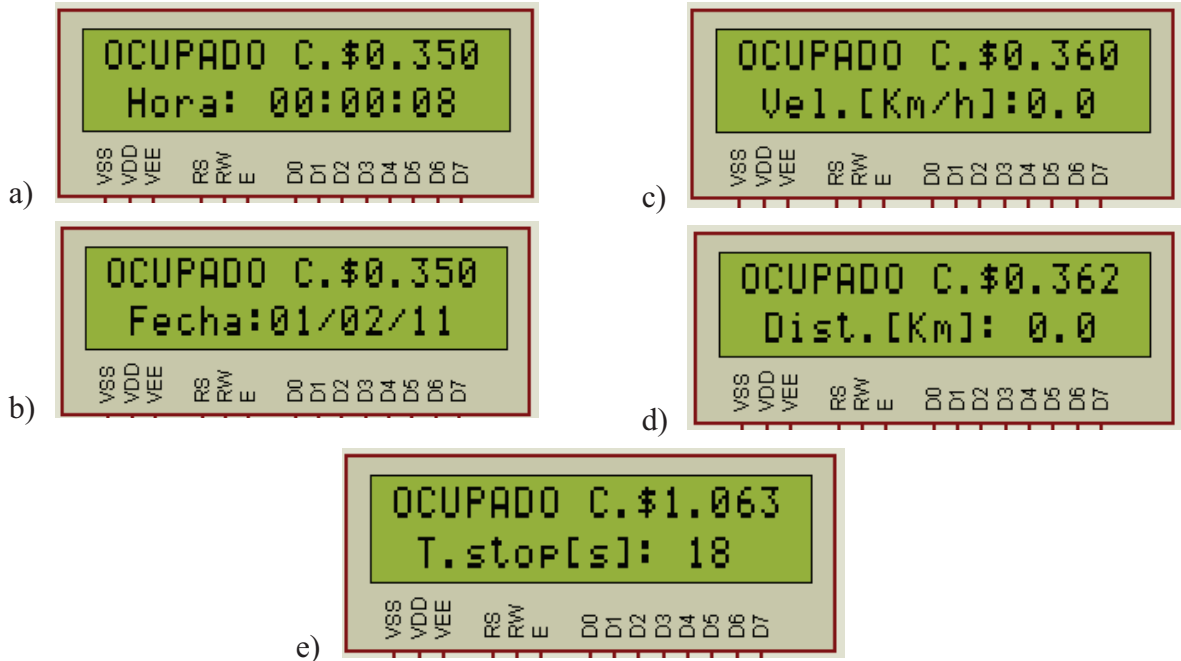 OCUPADO C.$0.350
Hora: 00:00:08
VSS VDD VEE RS RW E D0 D1 D2 D3 D4 D5 D6 D7
a)
OCUPADO C.$0.350
Fecha:01/02/11
VSS VDD VEE RS RW E D0 D1 D2 D3 D4 D5 D6 D7
b)
OCUPADO C.$0.360
Vel.[Km/h]:0.0
VSS VDD VEE RS RW E D0 D1 D2 D3 D4 D5 D6 D7
c)
OCUPADO C.$0.362
Dist.[Km]: 0.0
VSS VDD VEE RS RW E D0 D1 D2 D3 D4 D5 D6 D7
d)
OCUPADO C.$1.063
T.stop[s]: 18
VSS VDD VEE RS RW E D0 D1 D2 D3 D4 D5 D6 D7
e)